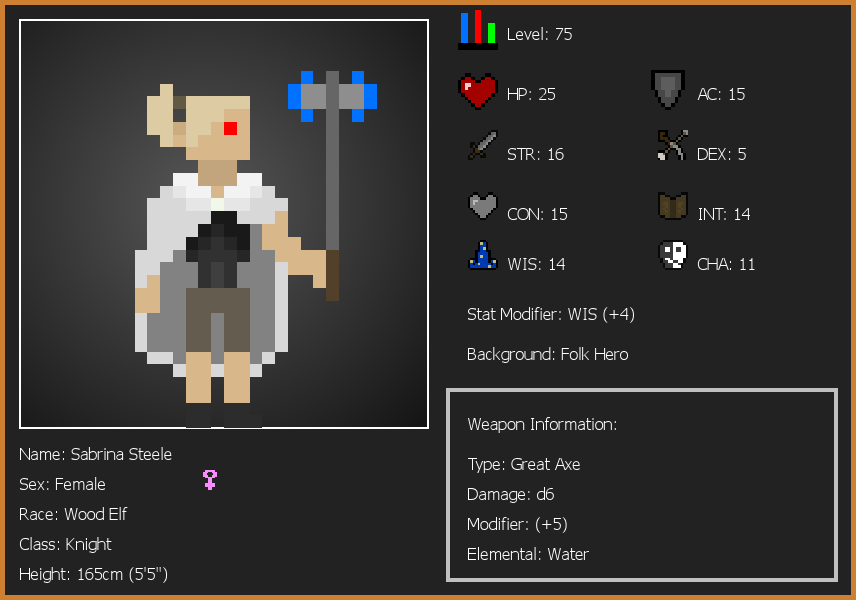 Level: 75
HP: 25
AC: 15
STR: 16
DEX: 5
CON: 15
INT: 14
WIS: 14
CHA: 11
Stat Modifier: WIS (+4)
Background: Folk Hero
Weapon Information:
Type: Great Axe
Damage: d6
Modifier: (+5)
Elemental: Water
Name: Sabrina Steele
Sex: Female
Race: Wood Elf
Class: Knight
Height: 165cm (5'5")